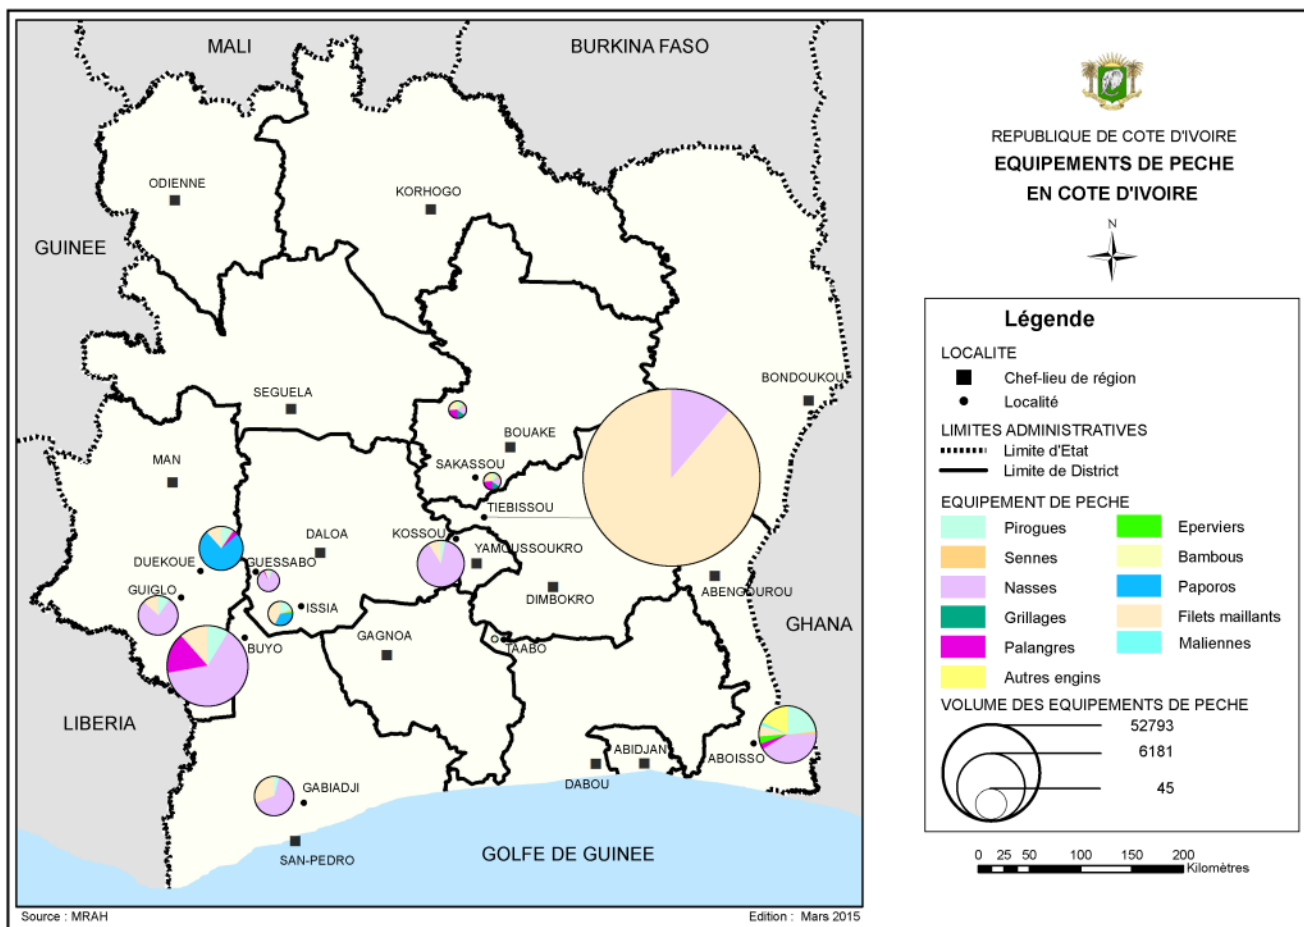 MALI
BURKINA FASO
ODIENNE
KORHOGO
GUINEE
SEGUELA
BONDOUKOU
BOUAKE
MAN
SAKASSOU
TIEBISSOU
KOSSOU
DALOA
YAMOUSSOUKRO
DUEKOUE
GUESSABO
GUIGLO
DIMBOKRO
ABENGOUROU
ISSIA
GHANA
BUYO
GAGNOA
TAABO
LIBERIA
ABIDJAN
ABOISSO
DABOU
GABIADJI
SAN-PEDRO
GOLFE DE GUINEE
Source : MRAH
Edition : Mars 2015
REPUBLIQUE DE COTE D'IVOIRE
EQUIPEMENTS DE PECHE
EN COTE D'IVOIRE
N
Légende
LOCALITE
Chef-lieu de région
Localité
LIMITES ADMINISTRATIVES
Limite d'Etat
Limite de District
EQUIPEMENT DE PECHE
Pirogues
Eperviers
Sennes
Bambous
Nasses
Paporos
Grillages
Filets maillants
Palangres
Maliennes
Autres engins
VOLUME DES EQUIPEMENTS DE PECHE
52793
6181
45
0 25 50 100 150 200
Kilomètres